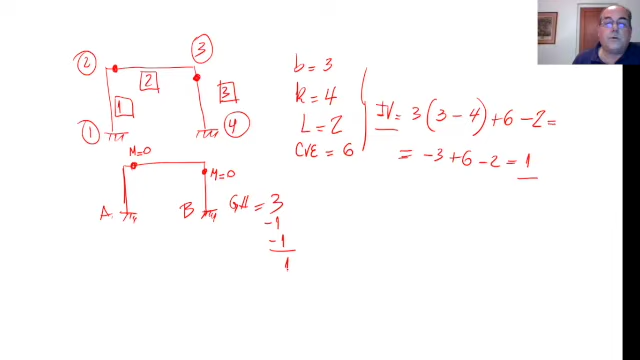 ② ③
2
1 3
① ④
b = 3
k = 4
L = 2
CVE = 6
IV = 3 (3 - 4) + 6 - 2 =
= -3 + 6 - 2 = 1
M=0
M=0
A B
GH = 3
-1
-1
1